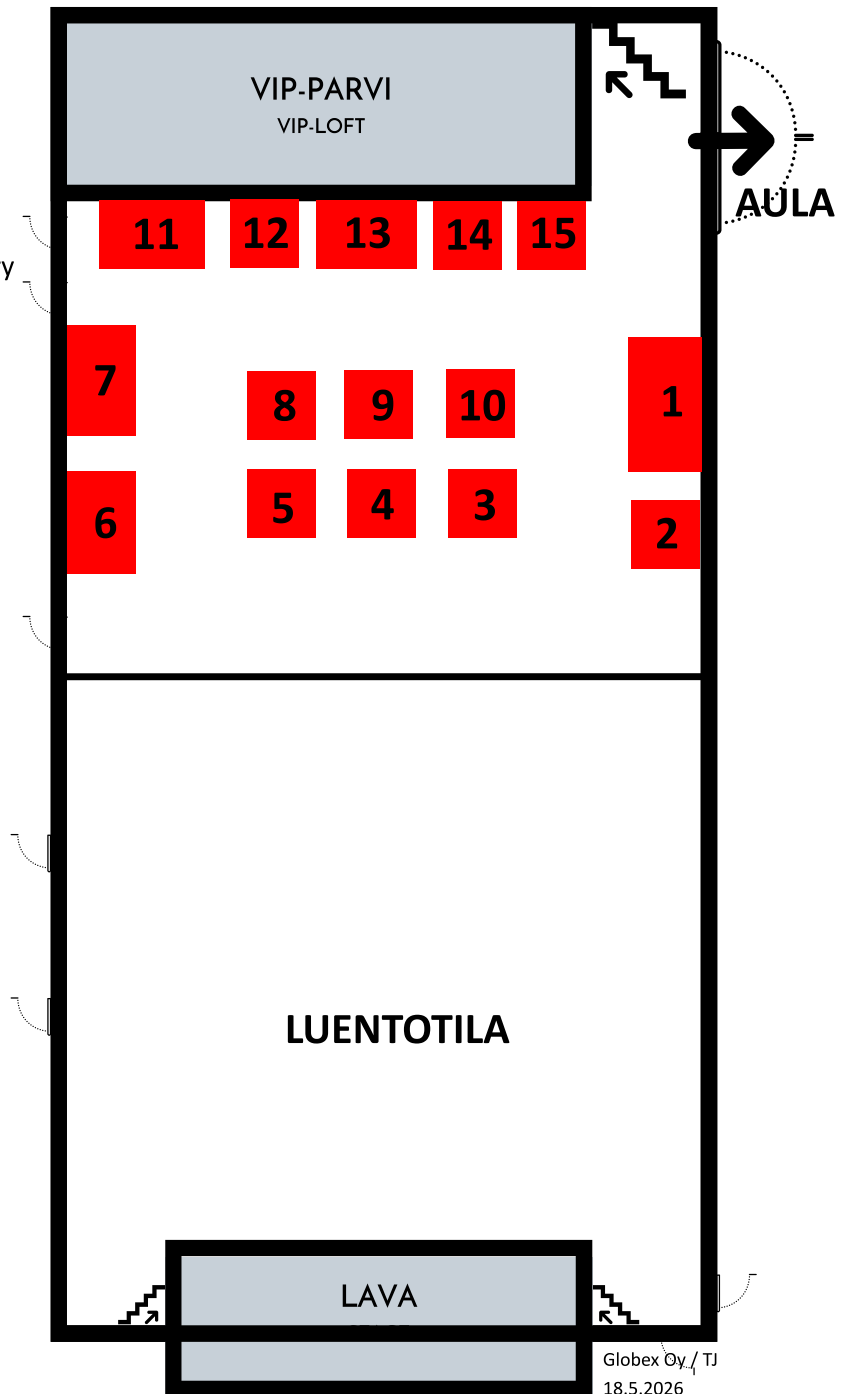 VIP-PARVI
VIP-LOFT
AULA
11 12 13 14 15
y
7 8 9 10 1
6 5 4 3 2
LUENTOTILA
LAVA
Globex Oy / TJ
18.5.2026